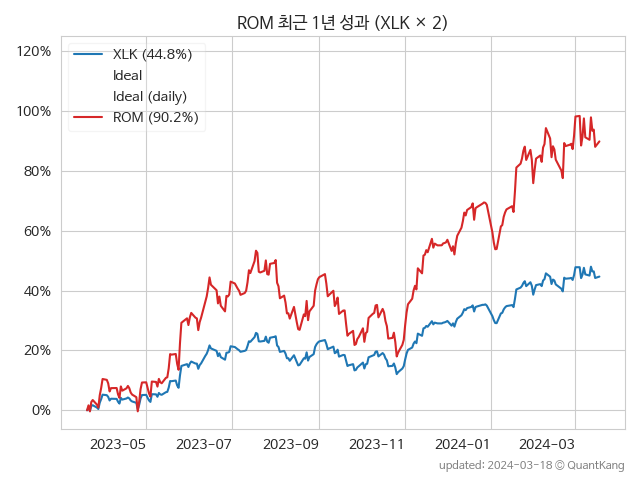 ROM 최근 1년 성과 (XLK × 2)
120%
100%
80%
60%
40%
20%
0%
XLK (44.8%)
Ideal
Ideal (daily)
ROM (90.2%)
2023-05
2023-07
2023-09
2023-11
2024-01
2024-03
updated: 2024-03-18 © QuantKang